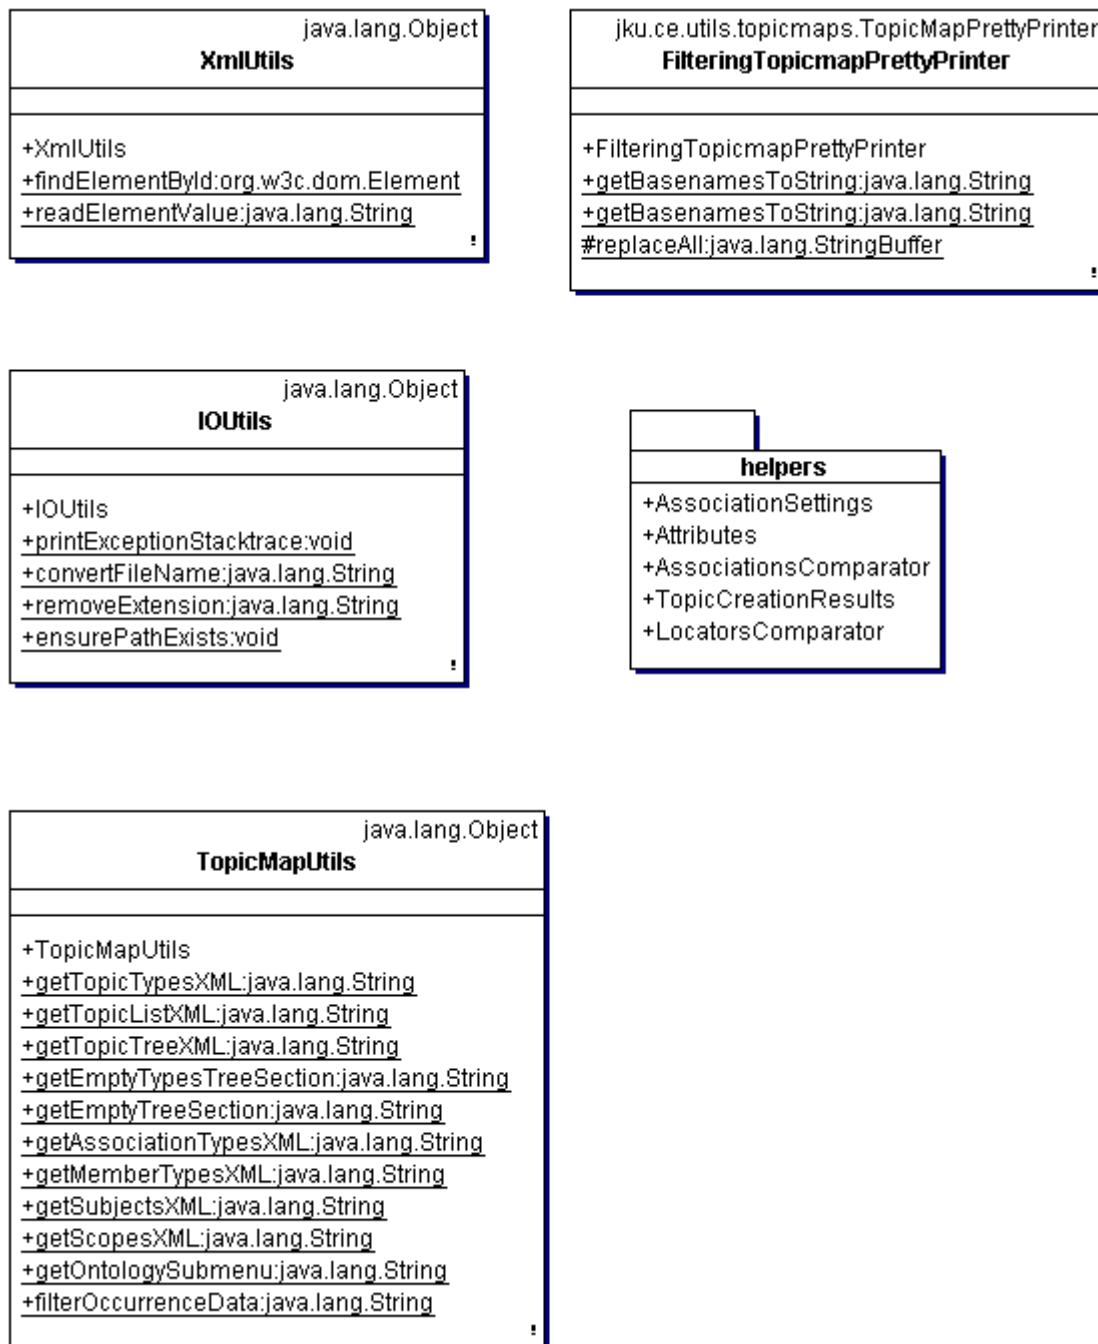 java.lang.Object
XmlUtils
+XmlUtils
+findElementById:org.w3c.dom.Element
+readElementValue:java.lang.String
!
jku.ce.utils.topicmaps.TopicMapPrettyPrinter
FilteringTopicmapPrettyPrinter
+FilteringTopicmapPrettyPrinter
+getBasenamesToString:java.lang.String
+getBasenamesToString:java.lang.String
#replaceAll:java.lang.StringBuffer
!
java.lang.Object
IOUtils
+IOUtils
+printExceptionStacktrace:void
+convertFileName:java.lang.String
+removeExtension:java.lang.String
+ensurePathExists:void
!
helpers
+AssociationSettings
+Attributes
+AssociationsComparator
+TopicCreationResults
+LocatorsComparator
java.lang.Object
TopicMapUtils
+TopicMapUtils
+getTopicTypesXML:java.lang.String
+getTopicListXML:java.lang.String
+getTopicTreeXML:java.lang.String
+getEmptyTypesTreeSection:java.lang.String
+getEmptyTreeSection:java.lang.String
+getAssociationTypesXML:java.lang.String
+getMemberTypesXML:java.lang.String
+getSubjectsXML:java.lang.String
+getScopesXML:java.lang.String
+getOntologySubmenu:java.lang.String
+filterOccurrenceData:java.lang.String
!